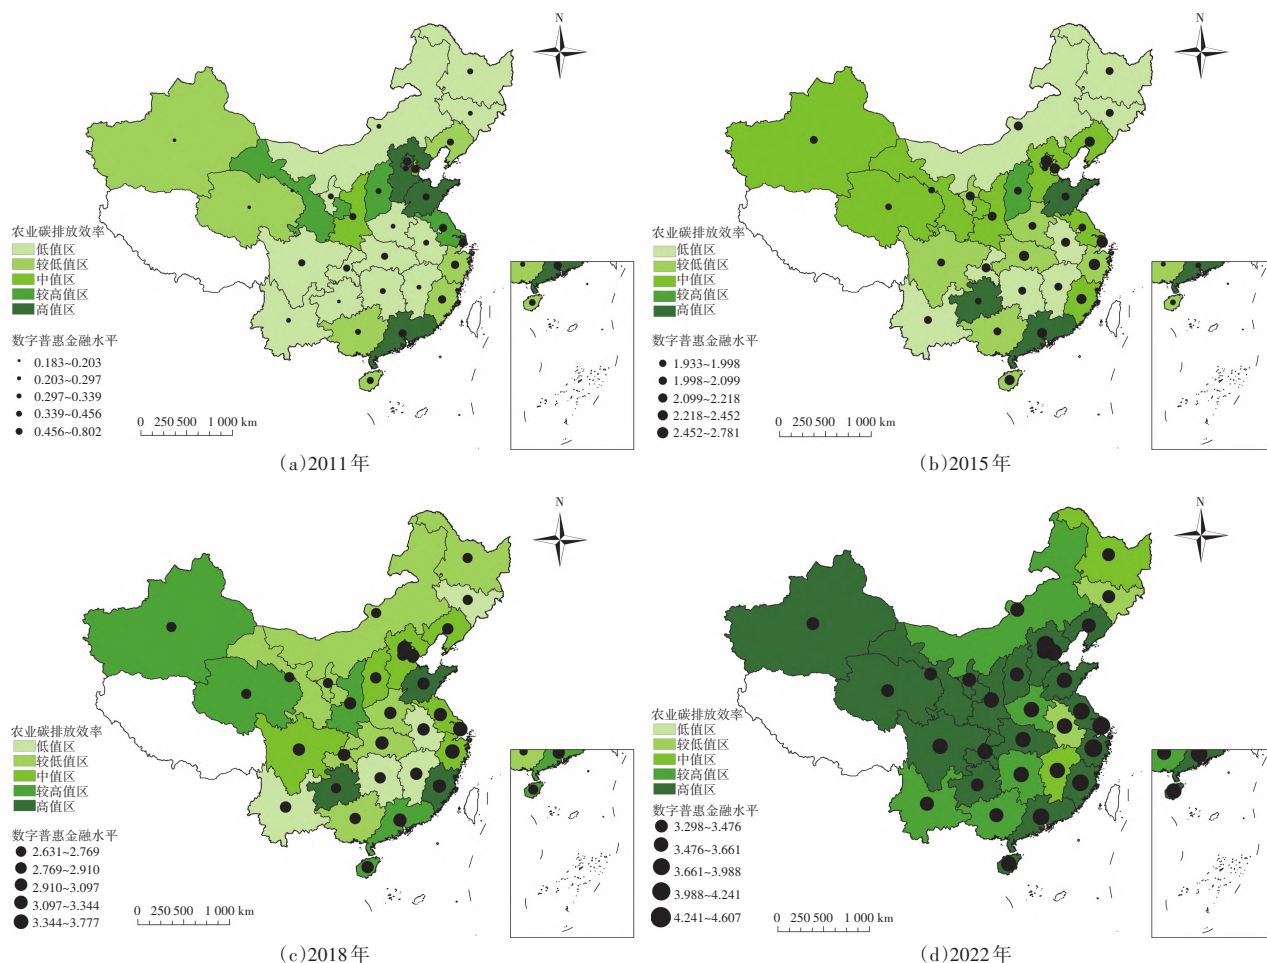 N
农业碳排放效率
低值区
较低值区
中值区
较高值区
高值区
数字普惠金融水平
0.183~0.203
0.203~0.297
0.297~0.339
0.339~0.456
0.456~0.802
0 250 500 1 000 km
(a)2011年
N
农业碳排放效率
低值区
较低值区
中值区
较高值区
高值区
数字普惠金融水平
1.933~1.998
1.998~2.099
2.099~2.218
2.218~2.452
2.452~2.781
0 250 500 1 000 km
(b)2015年
N
农业碳排放效率
低值区
较低值区
中值区
较高值区
高值区
数字普惠金融水平
2.631~2.769
2.769~2.910
2.910~3.097
3.097~3.344
3.344~3.777
0 250 500 1 000 km
(c)2018年
N
农业碳排放效率
低值区
较低值区
中值区
较高值区
高值区
数字普惠金融水平
3.298~3.476
3.476~3.661
3.661~3.988
3.988~4.241
4.241~4.607
0 250 500 1 000 km
(d)2022年